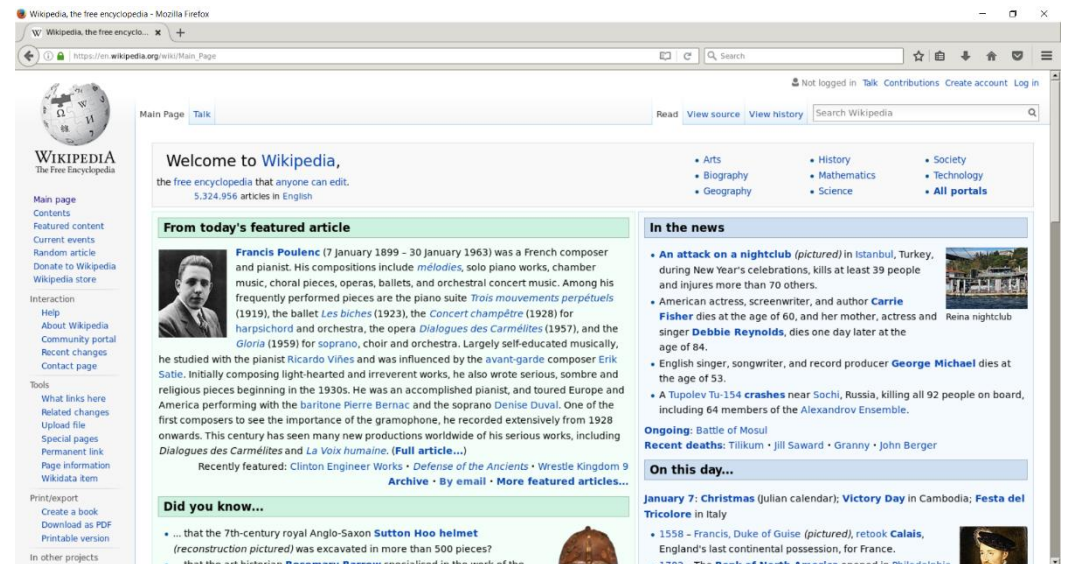 Wikipedia, the free encyclopedia - Mozilla Firefox
W Wikipedia, the free encyclo...
https://en.wikipedia.org/wiki/Main_Page
Search
Not logged in Talk Contributions Create account Log in
Main Page Talk
Read View source View history Search Wikipedia
WIKIPEDIA
The Free Encyclopedia
Main page
Contents
Featured content
Current events
Random article
Donate to Wikipedia
Wikipedia store
Interaction
Help
About Wikipedia
Community portal
Recent changes
Contact page
Tools
What links here
Related changes
Upload file
Special pages
Permanent link
Page information
Wikidata item
Print/export
Create a book
Download as PDF
Printable version
In other projects
Welcome to Wikipedia,
the free encyclopedia that anyone can edit.
5,324,956 articles in English
• Arts
• Biography
• Geography
• History
• Mathematics
• Science
• Society
• Technology
• All portals
From today's featured article
Francis Poulenc (7 January 1899 – 30 January 1963) was a French composer
and pianist. His compositions include mélodies, solo piano works, chamber
music, choral pieces, operas, ballets, and orchestral concert music. Among his
frequently performed pieces are the piano suite Trois mouvements perpétuels
(1919), the ballet Les biches (1923), the Concert champêtre (1928) for
harpsichord and orchestra, the opera Dialogues des Carmélites (1957), and the
Gloria (1959) for soprano, choir and orchestra. Largely self-educated musically,
he studied with the pianist Ricardo Viñes and was influenced by the avant-garde composer Erik
Satie. Initially composing light-hearted and irreverent works, he also wrote serious, sombre and
religious pieces beginning in the 1930s. He was an accomplished pianist, and toured Europe and
America performing with the baritone Pierre Bernac and the soprano Denise Duval. One of the
first composers to see the importance of the gramophone, he recorded extensively from 1928
onwards. This century has seen many new productions worldwide of his serious works, including
Dialogues des Carmélites and La Voix humaine. (Full article...)
Recently featured: Clinton Engineer Works • Defense of the Ancients • Wrestle Kingdom 9
Archive • By email • More featured articles...
Did you know...
• ... that the 7th-century royal Anglo-Saxon Sutton Hoo helmet
(reconstruction pictured) was excavated in more than 500 pieces?
that the art historian Rosemary Barrow specialised in the work of the
In the news
• An attack on a nightclub (pictured) in Istanbul, Turkey,
during New Year's celebrations, kills at least 39 people
and injures more than 70 others.
• American actress, screenwriter, and author Carrie
Fisher dies at the age of 60, and her mother, actress and
singer Debbie Reynolds, dies one day later at the
age of 84.
Reina nightclub
• English singer, songwriter, and record producer George Michael dies at
the age of 53.
• A Tupolev Tu-154 crashes near Sochi, Russia, killing all 92 people on board,
including 64 members of the Alexandrov Ensemble.
Ongoing: Battle of Mosul
Recent deaths: Tilikum • Jill Saward • Granny • John Berger
On this day...
January 7: Christmas (Julian calendar); Victory Day in Cambodia; Festa del
Tricolore in Italy
• 1558 – Francis, Duke of Guise (pictured), retook Calais,
England's last continental possession, for France.
1782 – The Bank of North America opened in Philadelphia